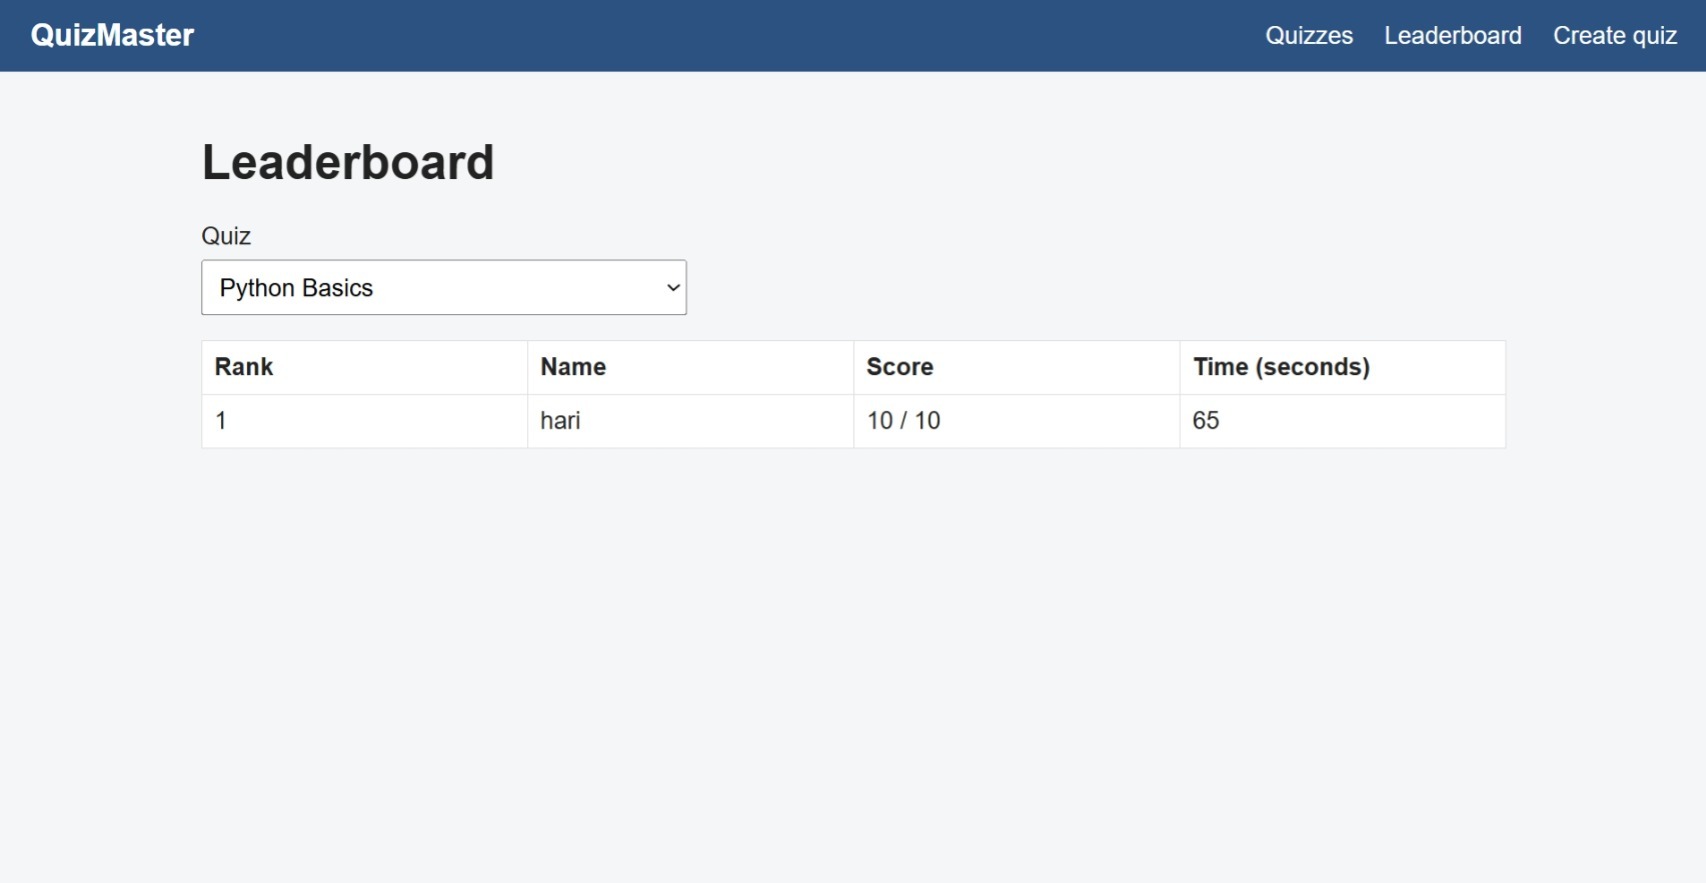 QuizMaster Quizzes Leaderboard Create quiz
Leaderboard
Quiz
Python Basics
Rank Name Score Time (seconds)
1 hari 10 / 10 65